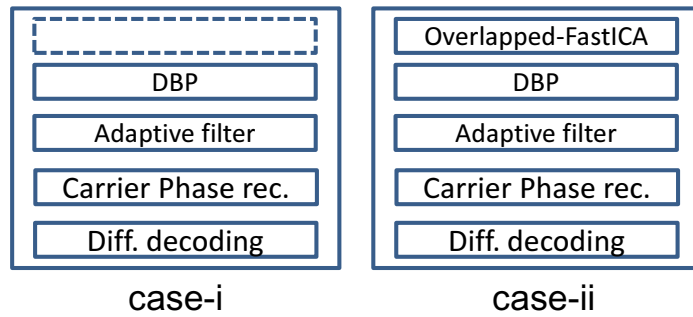 DBP
Adaptive filter
Carrier Phase rec.
Diff. decoding
case-i
Overlapped-FastICA
DBP
Adaptive filter
Carrier Phase rec.
Diff. decoding
case-ii